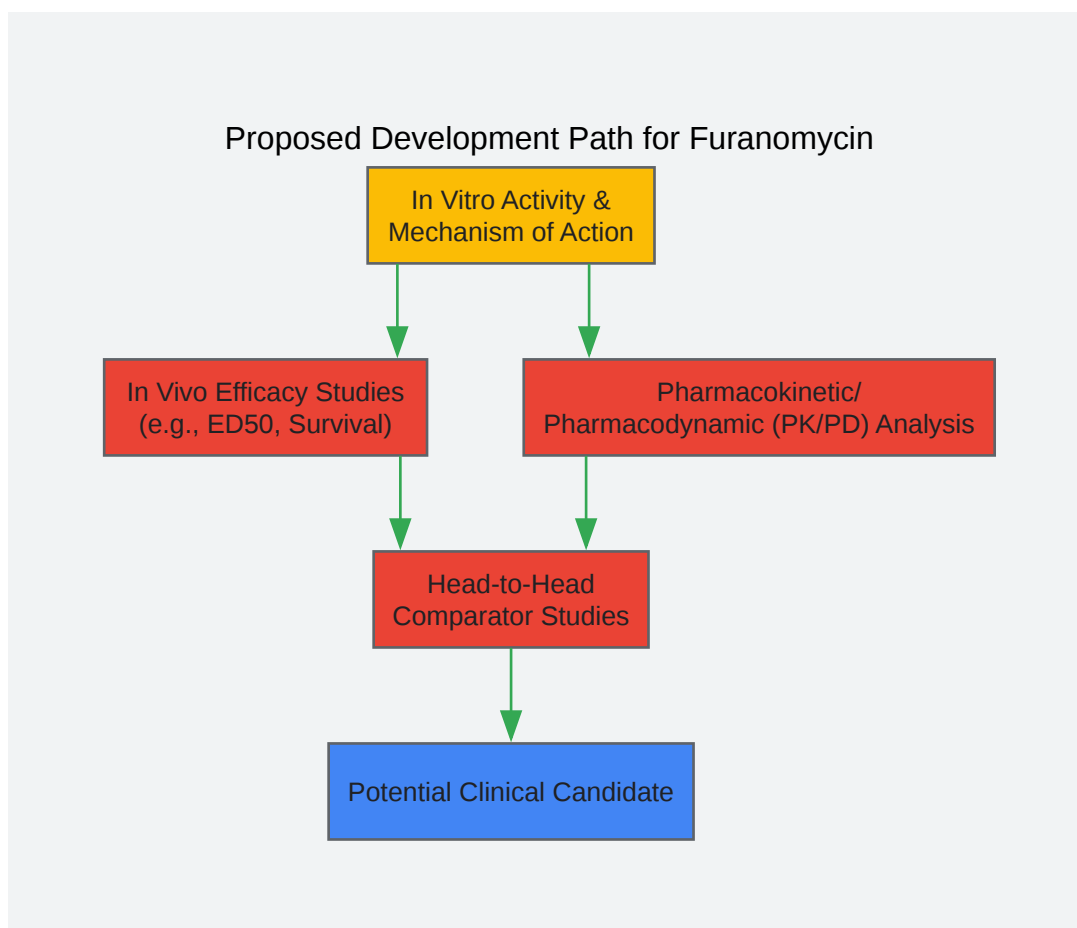 Proposed Development Path for Furanomycin
In Vitro Activity &
Mechanism of Action
In Vivo Efficacy Studies
(e.g., ED50, Survival)
Pharmacokinetic/
Pharmacodynamic (PK/PD) Analysis
Head-to-Head
Comparator Studies
Potential Clinical Candidate